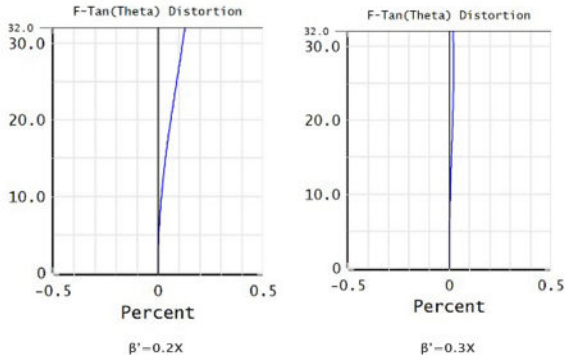 F-Tan(Theta) Distortion
32.0
30.0
20.0
10.0
0
-0.5 0 0.5
Percent
β'=0.2X
F-Tan(Theta) Distortion
32.0
30.0
20.0
10.0
0
-0.5 0 0.5
Percent
β'=0.3X